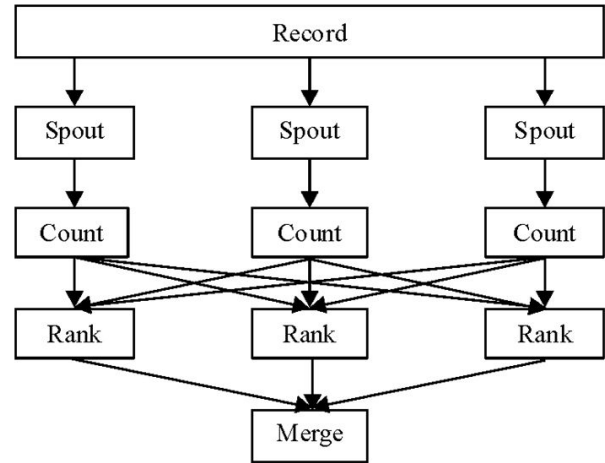 Record
Spout Spout Spout
Count Count Count
Rank Rank Rank
Merge